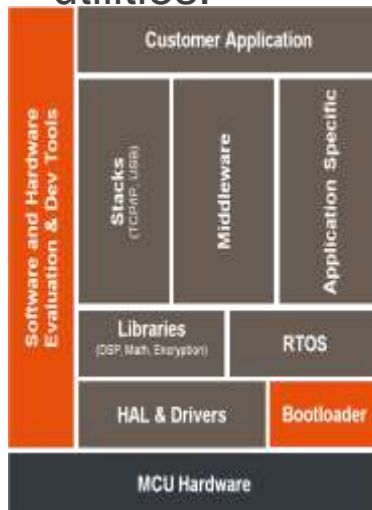 utilities.
Customer Application
Software and Hardware
Evaluation & Dev Tools
Stacks
(TCP/IP, USB)
Middleware
Application Specific
Libraries
(DSP, Math, Encryption)
RTOS
HAL & Drivers
Bootloader
MCU Hardware